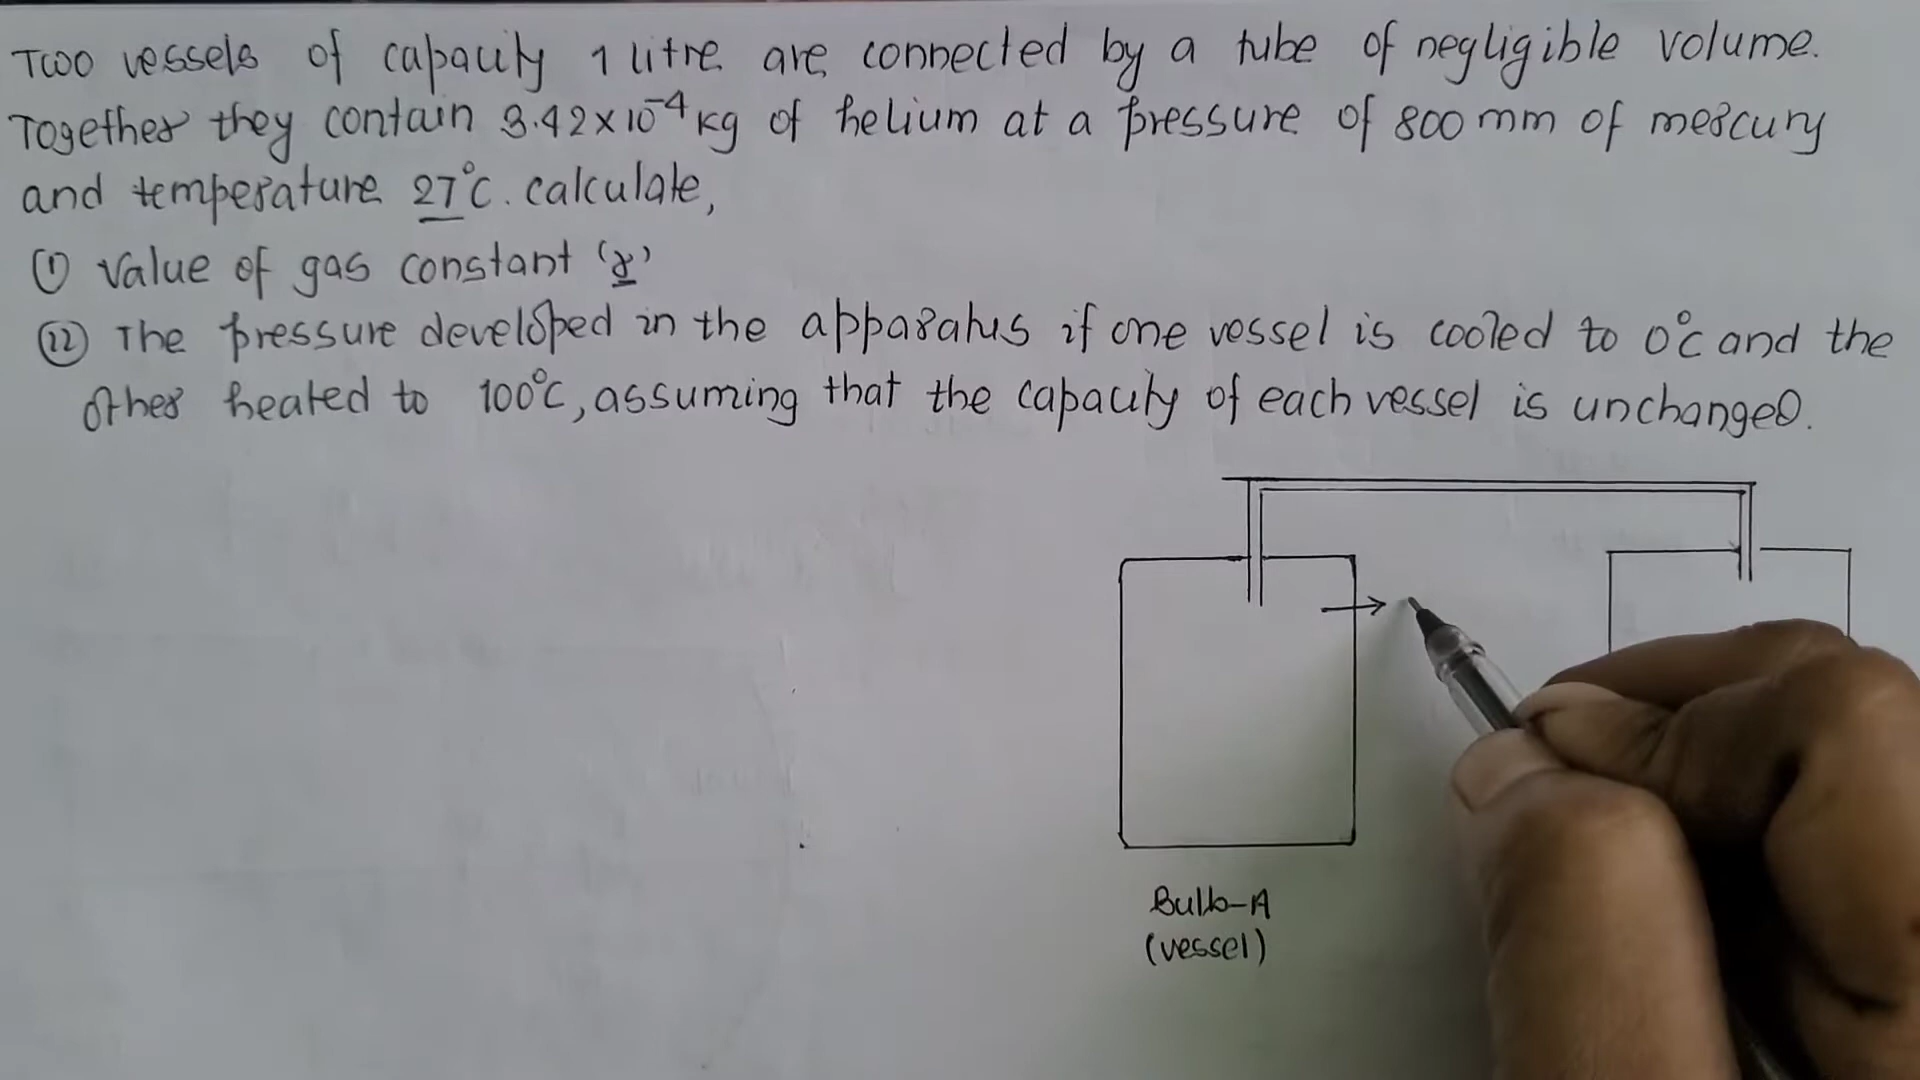 Two vessels of capacity 1 litre are connected by a tube of negligible volume.
Together they contain 3.42×10⁻⁴ kg of helium at a pressure of 800 mm of mercury
and temperature 27°C. calculate,
(i) Value of gas constant 'r'
(ii) The pressure developed in the apparatus if one vessel is cooled to 0°C and the
other heated to 100°C, assuming that the capacity of each vessel is unchanged.
Bulb-A
(vessel)